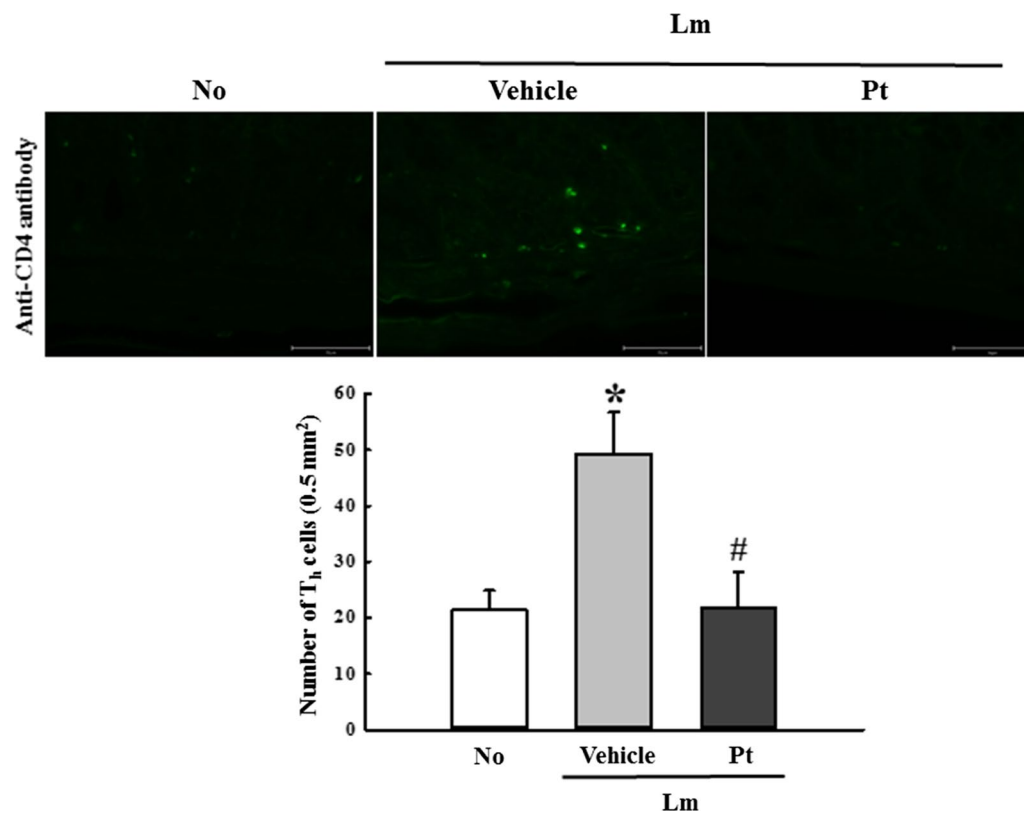 Lm
No Vehicle Pt
Anti-CD4 antibody
60
50
40
30
20
10
0
Number of Th cells (0.5 mm²)
*
#
No Vehicle Pt
Lm